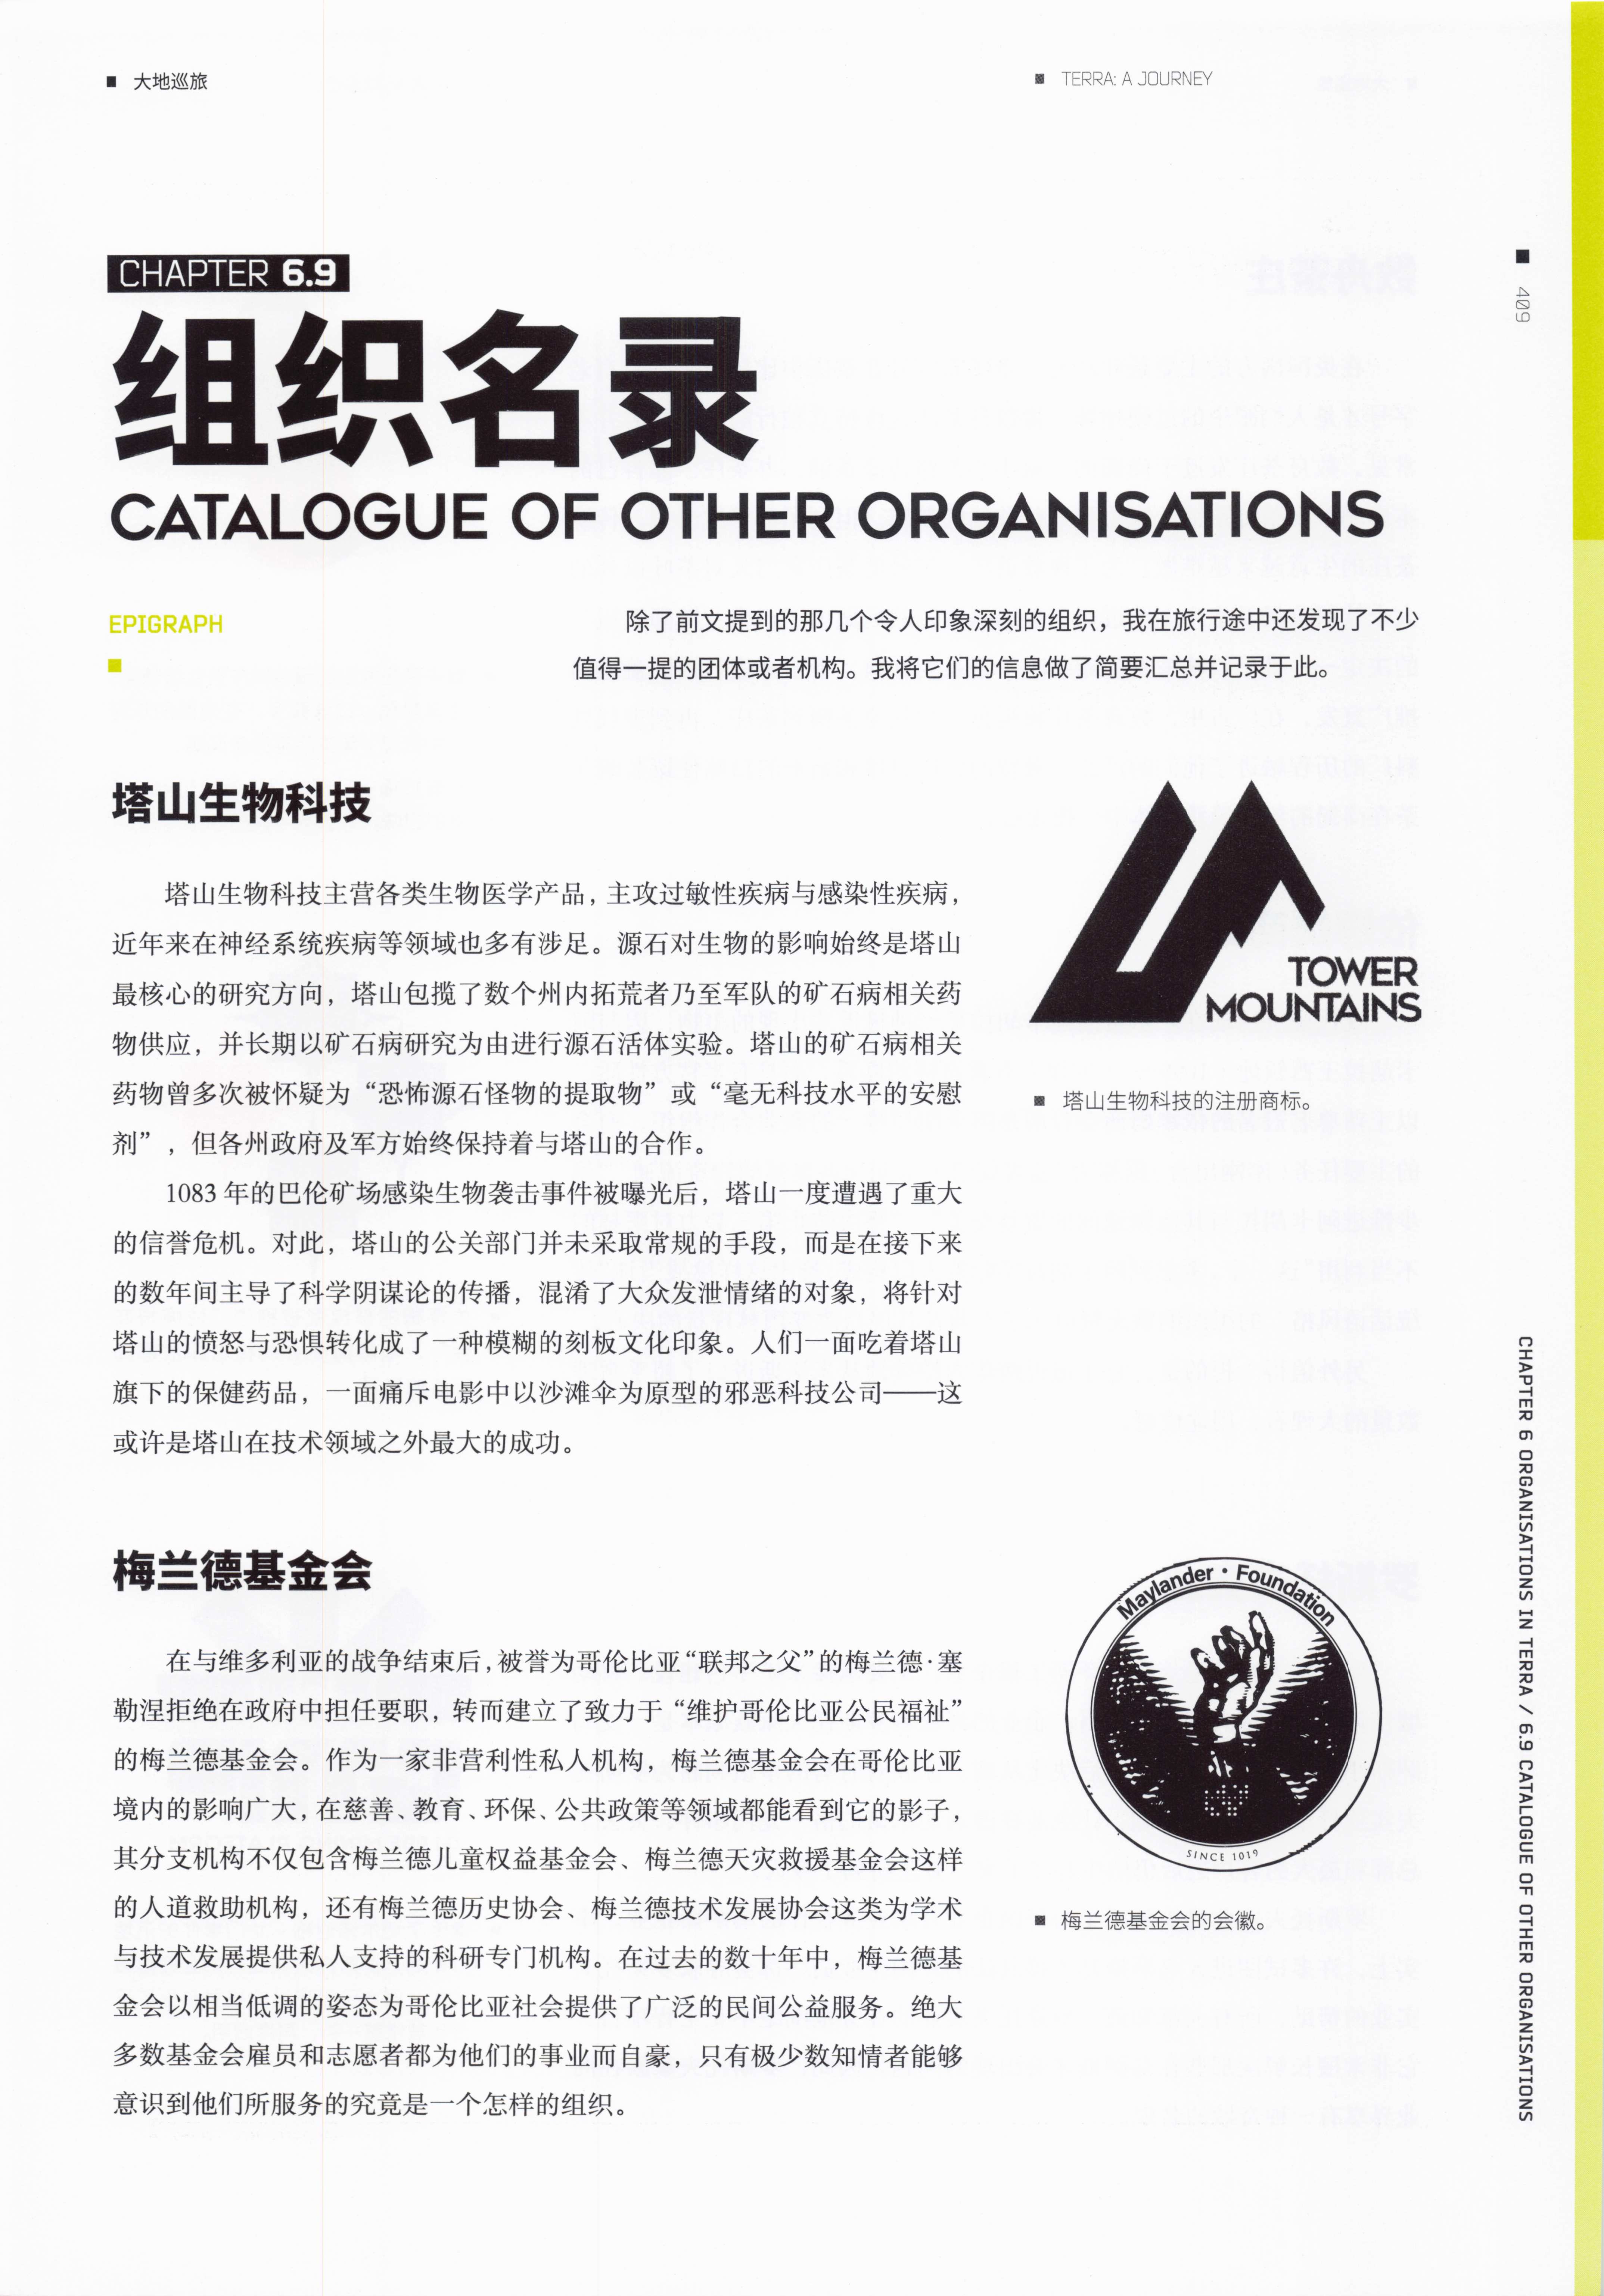 大地巡旅
TERRA: A JOURNEY
409
CHAPTER 6.9
组织名录
CATALOGUE OF OTHER ORGANISATIONS
EPIGRAPH
除了前文提到的那几个令人印象深刻的组织，我在旅行途中还发现了不少
值得一提的团体或者机构。我将它们的信息做了简要汇总并记录于此。
塔山生物科技
塔山生物科技主营各类生物医学产品，主攻过敏性疾病与感染性疾病，
近年来在神经系统疾病等领域也多有涉足。源石对生物的影响始终是塔山
最核心的研究方向，塔山包揽了数个州内拓荒者乃至军队的矿石病相关药
物供应，并长期以矿石病研究为由进行源石活体实验。塔山的矿石病相关
药物曾多次被怀疑为“恐怖源石怪物的提取物”或“毫无科技水平的安慰
剂”，但各州政府及军方始终保持着与塔山的合作。
1083 年的巴伦矿场感染生物袭击事件被曝光后，塔山一度遭遇了重大
的信誉危机。对此，塔山的公关部门并未采取常规的手段，而是在接下来
的数年间主导了科学阴谋论的传播，混淆了大众发泄情绪的对象，将针对
塔山的愤怒与恐惧转化成了一种模糊的刻板文化印象。人们一面吃着塔山
旗下的保健药品，一面痛斥电影中以沙滩伞为原型的邪恶科技公司——这
或许是塔山在技术领域之外最大的成功。
TOWER
MOUNTAINS
塔山生物科技的注册商标。
梅兰德基金会
在与维多利亚的战争结束后，被誉为哥伦比亚“联邦之父”的梅兰德·塞
勒涅拒绝在政府中担任要职，转而建立了致力于“维护哥伦比亚公民福祉”
的梅兰德基金会。作为一家非营利性私人机构，梅兰德基金会在哥伦比亚
境内的影响广大，在慈善、教育、环保、公共政策等领域都能看到它的影子，
其分支机构不仅包含梅兰德儿童权益基金会、梅兰德天灾救援基金会这样
的人道救助机构，还有梅兰德历史协会、梅兰德技术发展协会这类为学术
与技术发展提供私人支持的科研专门机构。在过去的数十年中，梅兰德基
金会以相当低调的姿态为哥伦比亚社会提供了广泛的民间公益服务。绝大
多数基金会雇员和志愿者都为他们的事业而自豪，只有极少数知情者能够
意识到他们所服务的究竟是一个怎样的组织。
Maylander · Foundation
SINCE 1019
梅兰德基金会的会徽。
CHAPTER 6 ORGANISATIONS IN TERRA / 6.9 CATALOGUE OF OTHER ORGANISATIONS